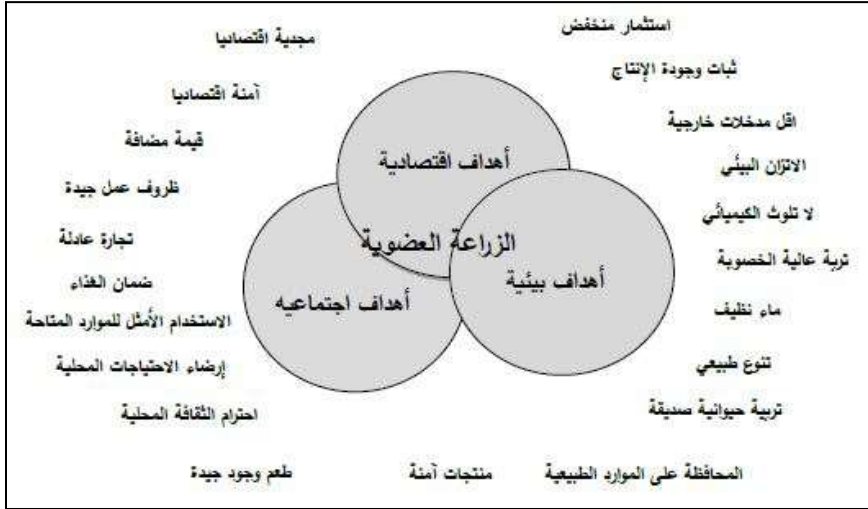 استثمار منخفض
مجدية اقتصاديا
ثبات وجودة الإنتاج
آمنة اقتصاديا
اقل مدخلات خارجية
قيمة مضافة
أهداف اقتصادية
الاتزان البيئي
ظروف عمل جيدة
لا تلوث الكيميائي
تجارة عادلة
الزراعة العضوية
تربة عالية الخصوبة
ضمان الغذاء
أهداف بيئية
أهداف اجتماعيه
ماء نظيف
الاستخدام الأمثل للموارد المتاحة
تنوع طبيعي
إرضاء الاحتياجات المحلية
تربية حيوانية صديقة
احترام الثقافة المحلية
المحافظة على الموارد الطبيعية
منتجات آمنة
طعم وجود جيدة